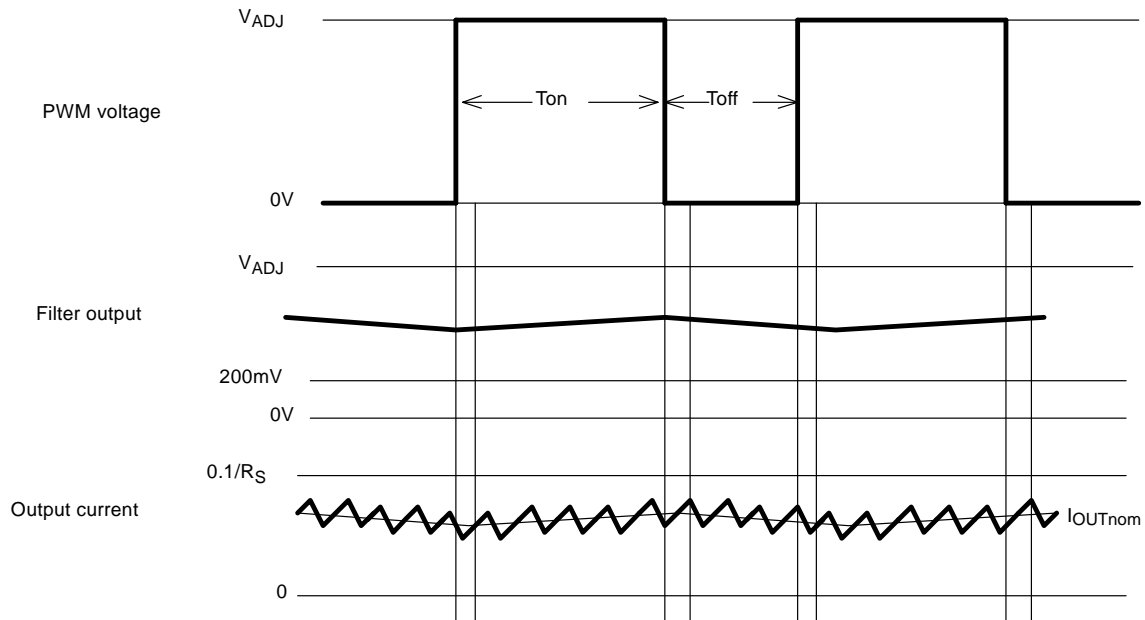 VADJ
PWM voltage
Ton
Toff
0V
VADJ
Filter output
200mV
0V
0.1/RS
Output current
IOUTnom
0